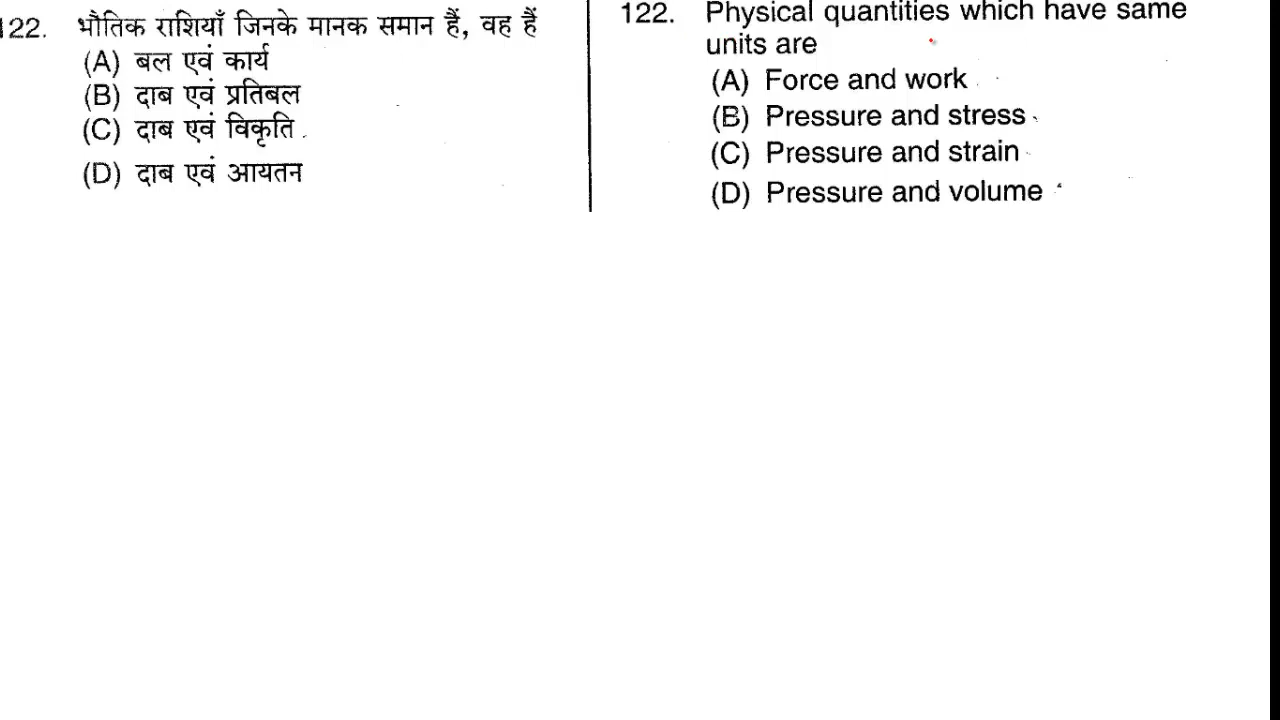 122. भौतिक राशियाँ जिनके मानक समान हैं, वह हैं
(A) बल एवं कार्य
(B) दाब एवं प्रतिबल
(C) दाब एवं विकृति
(D) दाब एवं आयतन
122. Physical quantities which have same
units are
(A) Force and work
(B) Pressure and stress
(C) Pressure and strain
(D) Pressure and volume